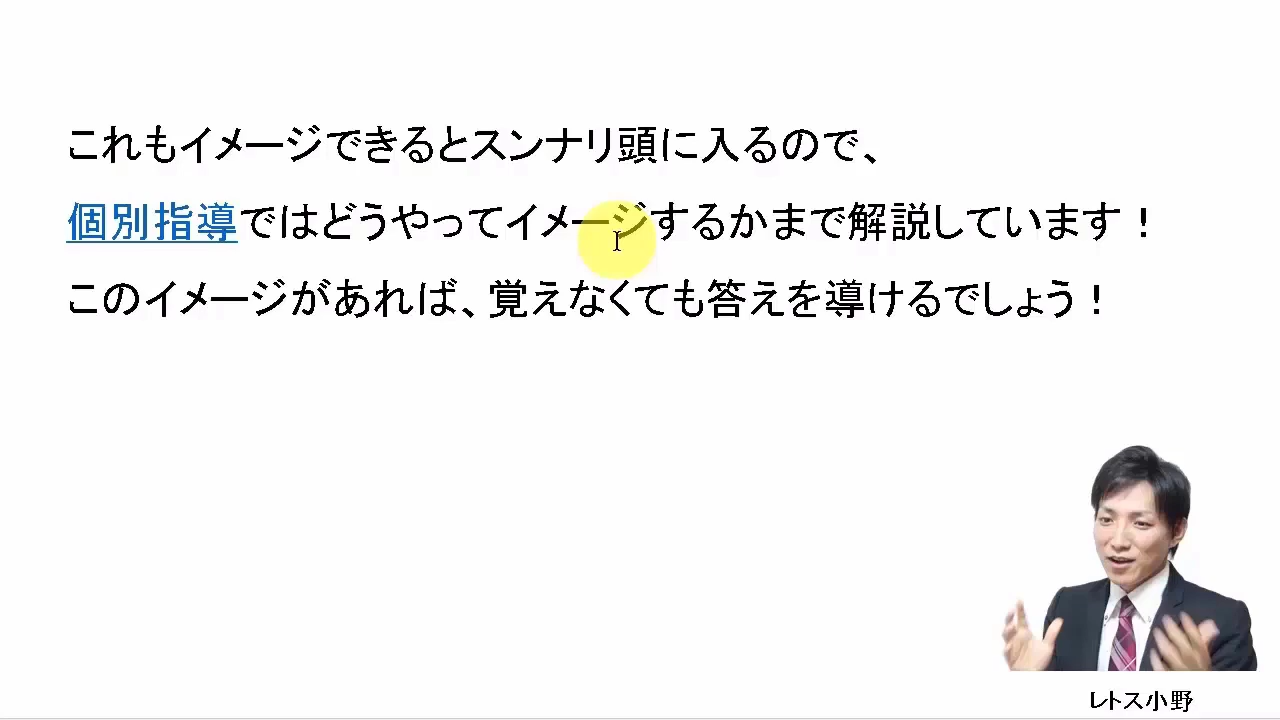 これもイメージできるとスンナリ頭に入るので、
個別指導ではどうやってイメージするかまで解説しています！
このイメージがあれば、覚えなくても答えを導けるでしょう！
レトス小野